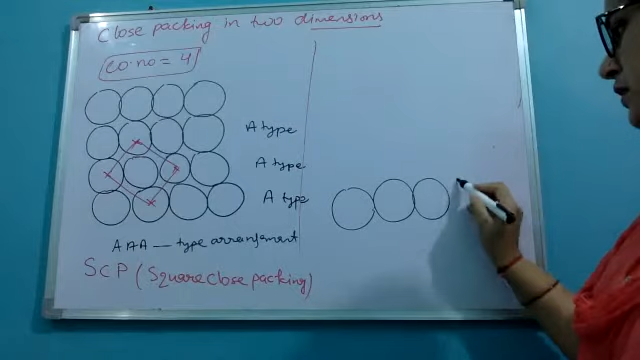 Close packing in two dimensions
co.no = 4
A type
A type
A type
AAA — type arrangement
SCP (Square close packing)